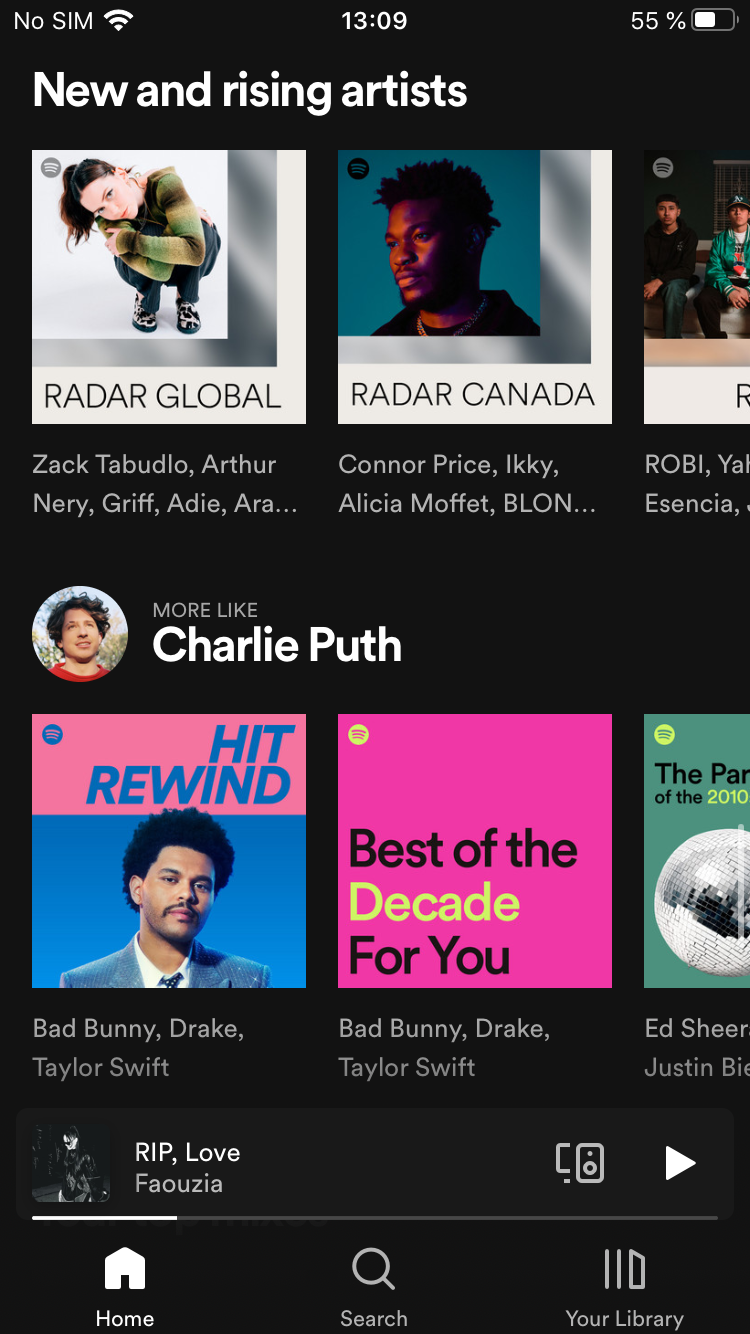 No SIM 13:09 55 %
New and rising artists
RADAR GLOBAL
RADAR CANADA
R
Zack Tabudlo, Arthur
Nery, Griff, Adie, Ara...
Connor Price, Ikky,
Alicia Moffet, BLON...
ROBI, Yah
Esencia,
MORE LIKE
Charlie Puth
HIT
REWIND
Best of the
Decade
For You
The Par
of the 2010
Bad Bunny, Drake,
Taylor Swift
Bad Bunny, Drake,
Taylor Swift
Ed Sheer
Justin Bie
RIP, Love
Faouzia
Home
Search
Your Library